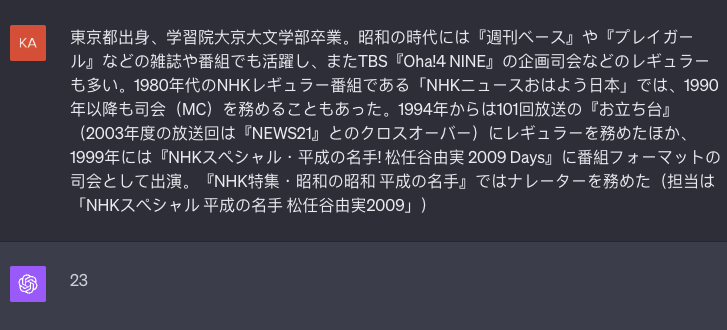 KA
東京都出身、学習院大京大文学部卒業。昭和の時代には『週刊ベース』や『プレイガー
ル』などの雑誌や番組でも活躍し、またTBS『Oha!4 NINE』の企画司会などのレギュラー
も多い。1980年代のNHKレギュラー番組である「NHKニュースおはよう日本」では、1990
年以降も司会（MC）を務めることもあった。1994年からは101回放送の『お立ち台』
（2003年度の放送回は『NEWS21』とのクロスオーバー）にレギュラーを務めたほか、
1999年には『NHKスペシャル・平成の名手! 松任谷由実 2009 Days』に番組フォーマットの
司会として出演。『NHK特集・昭和の昭和 平成の名手』ではナレーターを務めた（担当は
「NHKスペシャル 平成の名手 松任谷由実2009」）
23